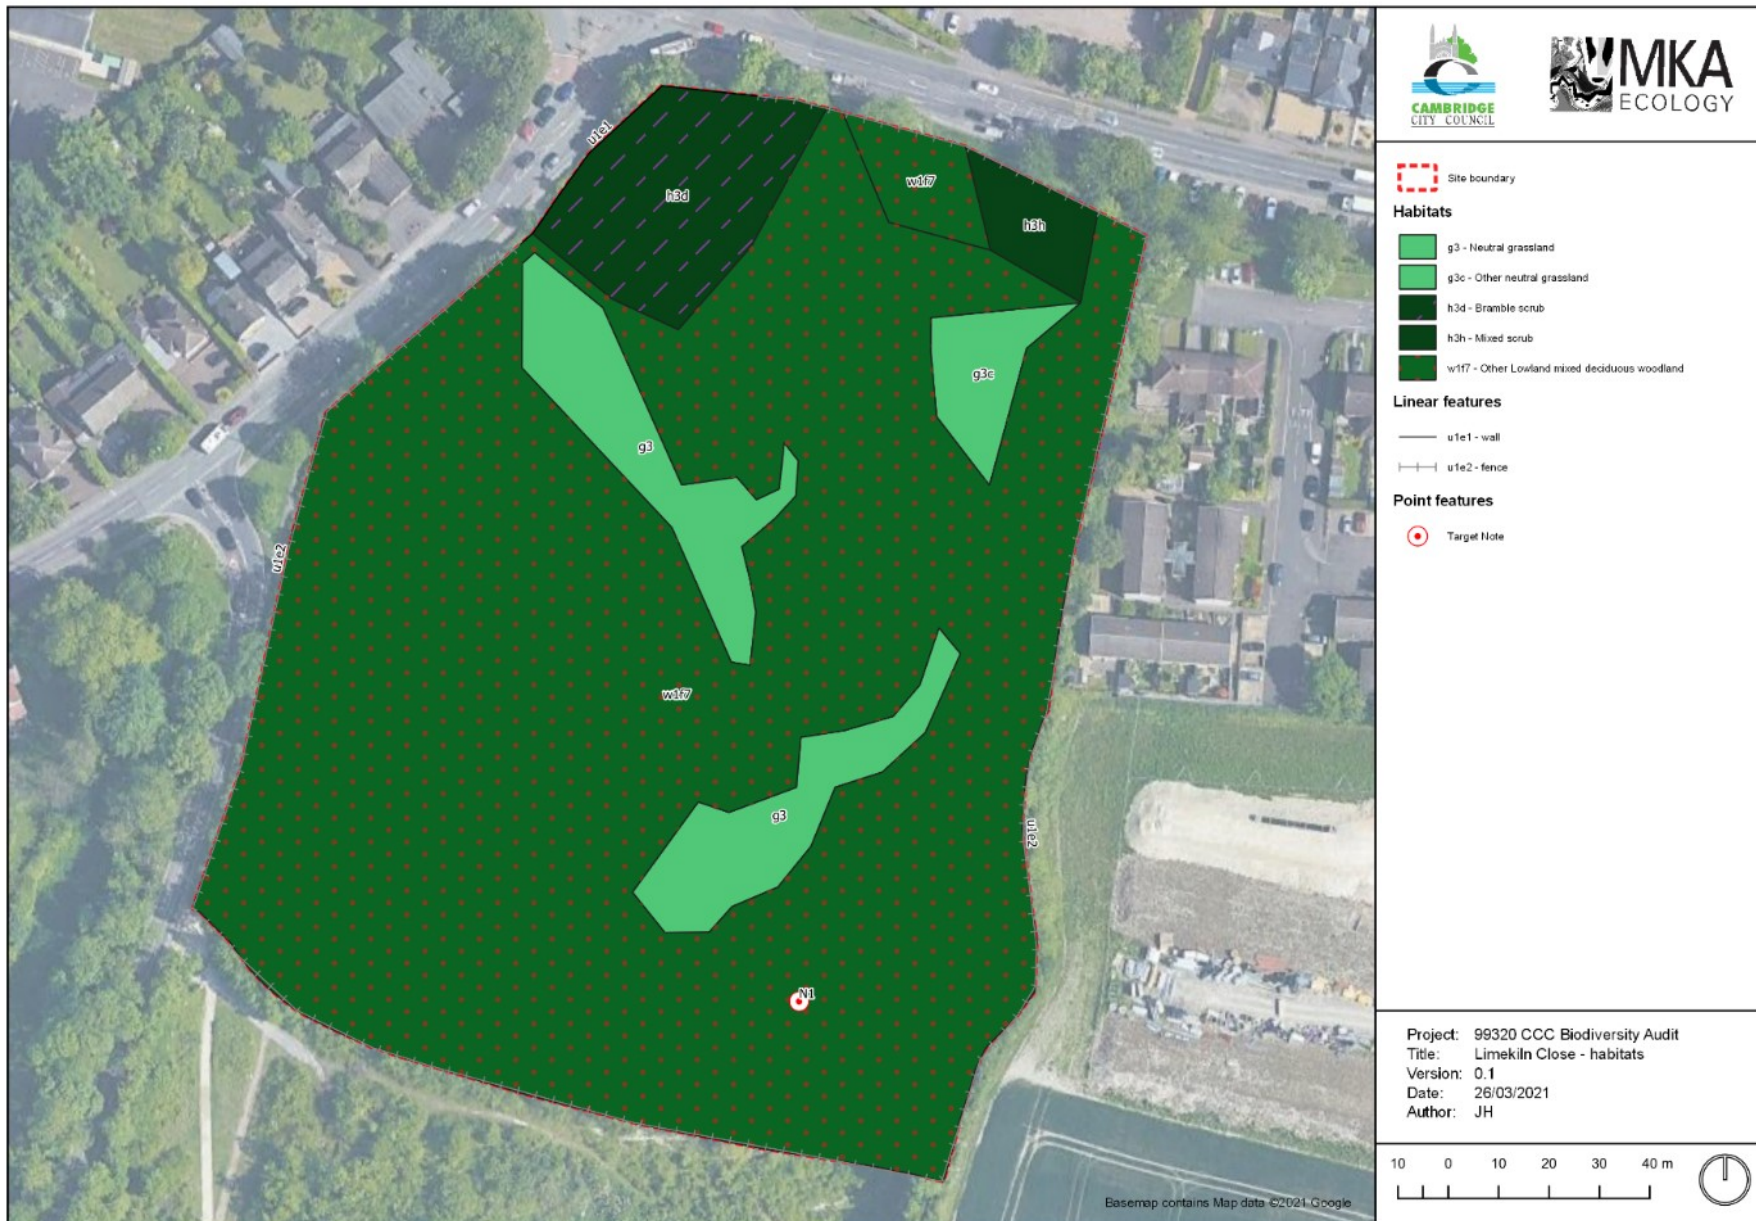 u1e1
h3d
w1f7
h3h
g3c
g3
u1e2
w1f7
g3
u1e2
N1
Basemap contains Map data ©2021 Google
CAMBRIDGE
CITY COUNCIL
MKA
ECOLOGY
Site boundary
Habitats
g3 - Neutral grassland
g3c - Other neutral grassland
h3d - Bramble scrub
h3h - Mixed scrub
w1f7 - Other Lowland mixed deciduous woodland
Linear features
u1e1 - wall
u1e2 - fence
Point features
Target Note
Project: 99320 CCC Biodiversity Audit
Title: Limekiln Close - habitats
Version: 0.1
Date: 26/03/2021
Author: JH
10 0 10 20 30 40 m